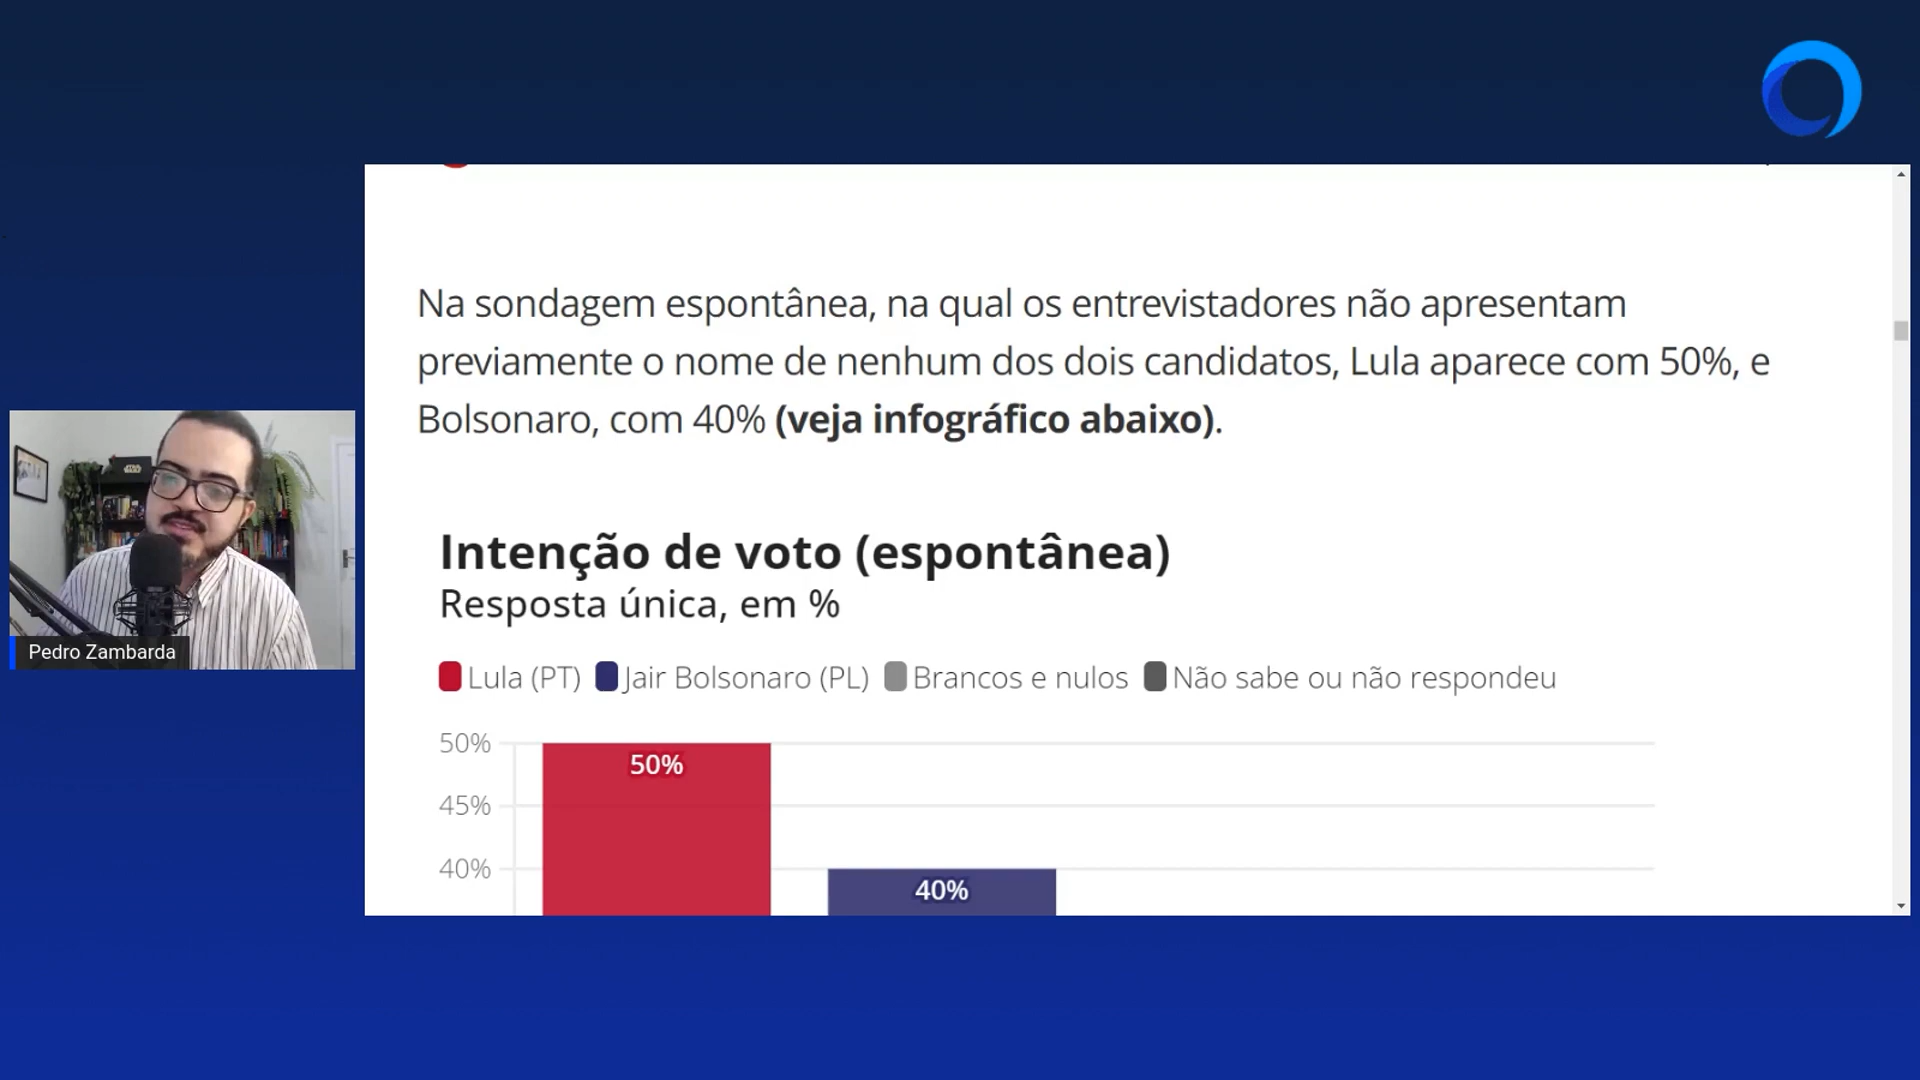 Na sondagem espontânea, na qual os entrevistadores não apresentam
previamente o nome de nenhum dos dois candidatos, Lula aparece com 50%, e
Bolsonaro, com 40% (veja infográfico abaixo).
Intenção de voto (espontânea)
Resposta única, em %
Lula (PT) Jair Bolsonaro (PL) Brancos e nulos Não sabe ou não respondeu
50%
50%
45%
40%
40%
Pedro Zambarda